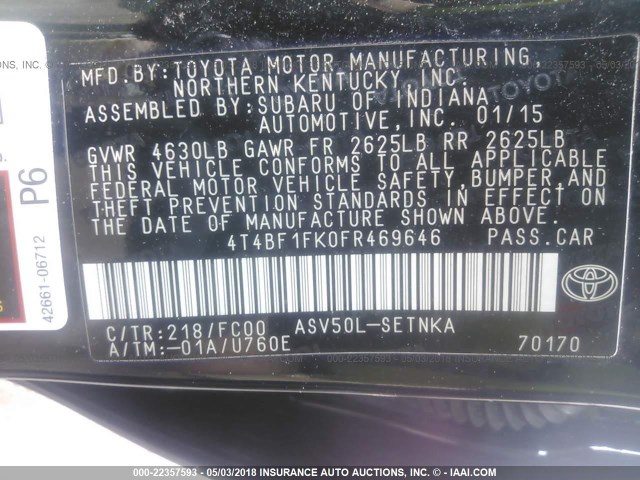 MFD.BY:TOYOTA MOTOR MANUFACTURING,
NORTHERN KENTUCKY, INC.
ASSEMBLED BY:SUBARU OF INDIANA
AUTOMOTIVE,INC. 01/15
GVWR 4630LB GAWR FR 2625LB RR 2625LB
THIS VEHICLE CONFORMS TO ALL APPLICABLE
FEDERAL MOTOR VEHICLE SAFETY,BUMPER,AND
THEFT PREVENTION STANDARDS IN EFFECT ON
THE DATE OF MANUFACTURE SHOWN ABOVE.
4T4BF1FK0FR469646 PASS.CAR
C/TR:218/FC00 ASV50L-SETNKA
A/TM:-01A/U760E 70170
TOYOTA
P6
42661-06712
000-22357593 - 05/03/2018 - INSURANCE AUTO AUCTIONS, INC. - IAAI.COM